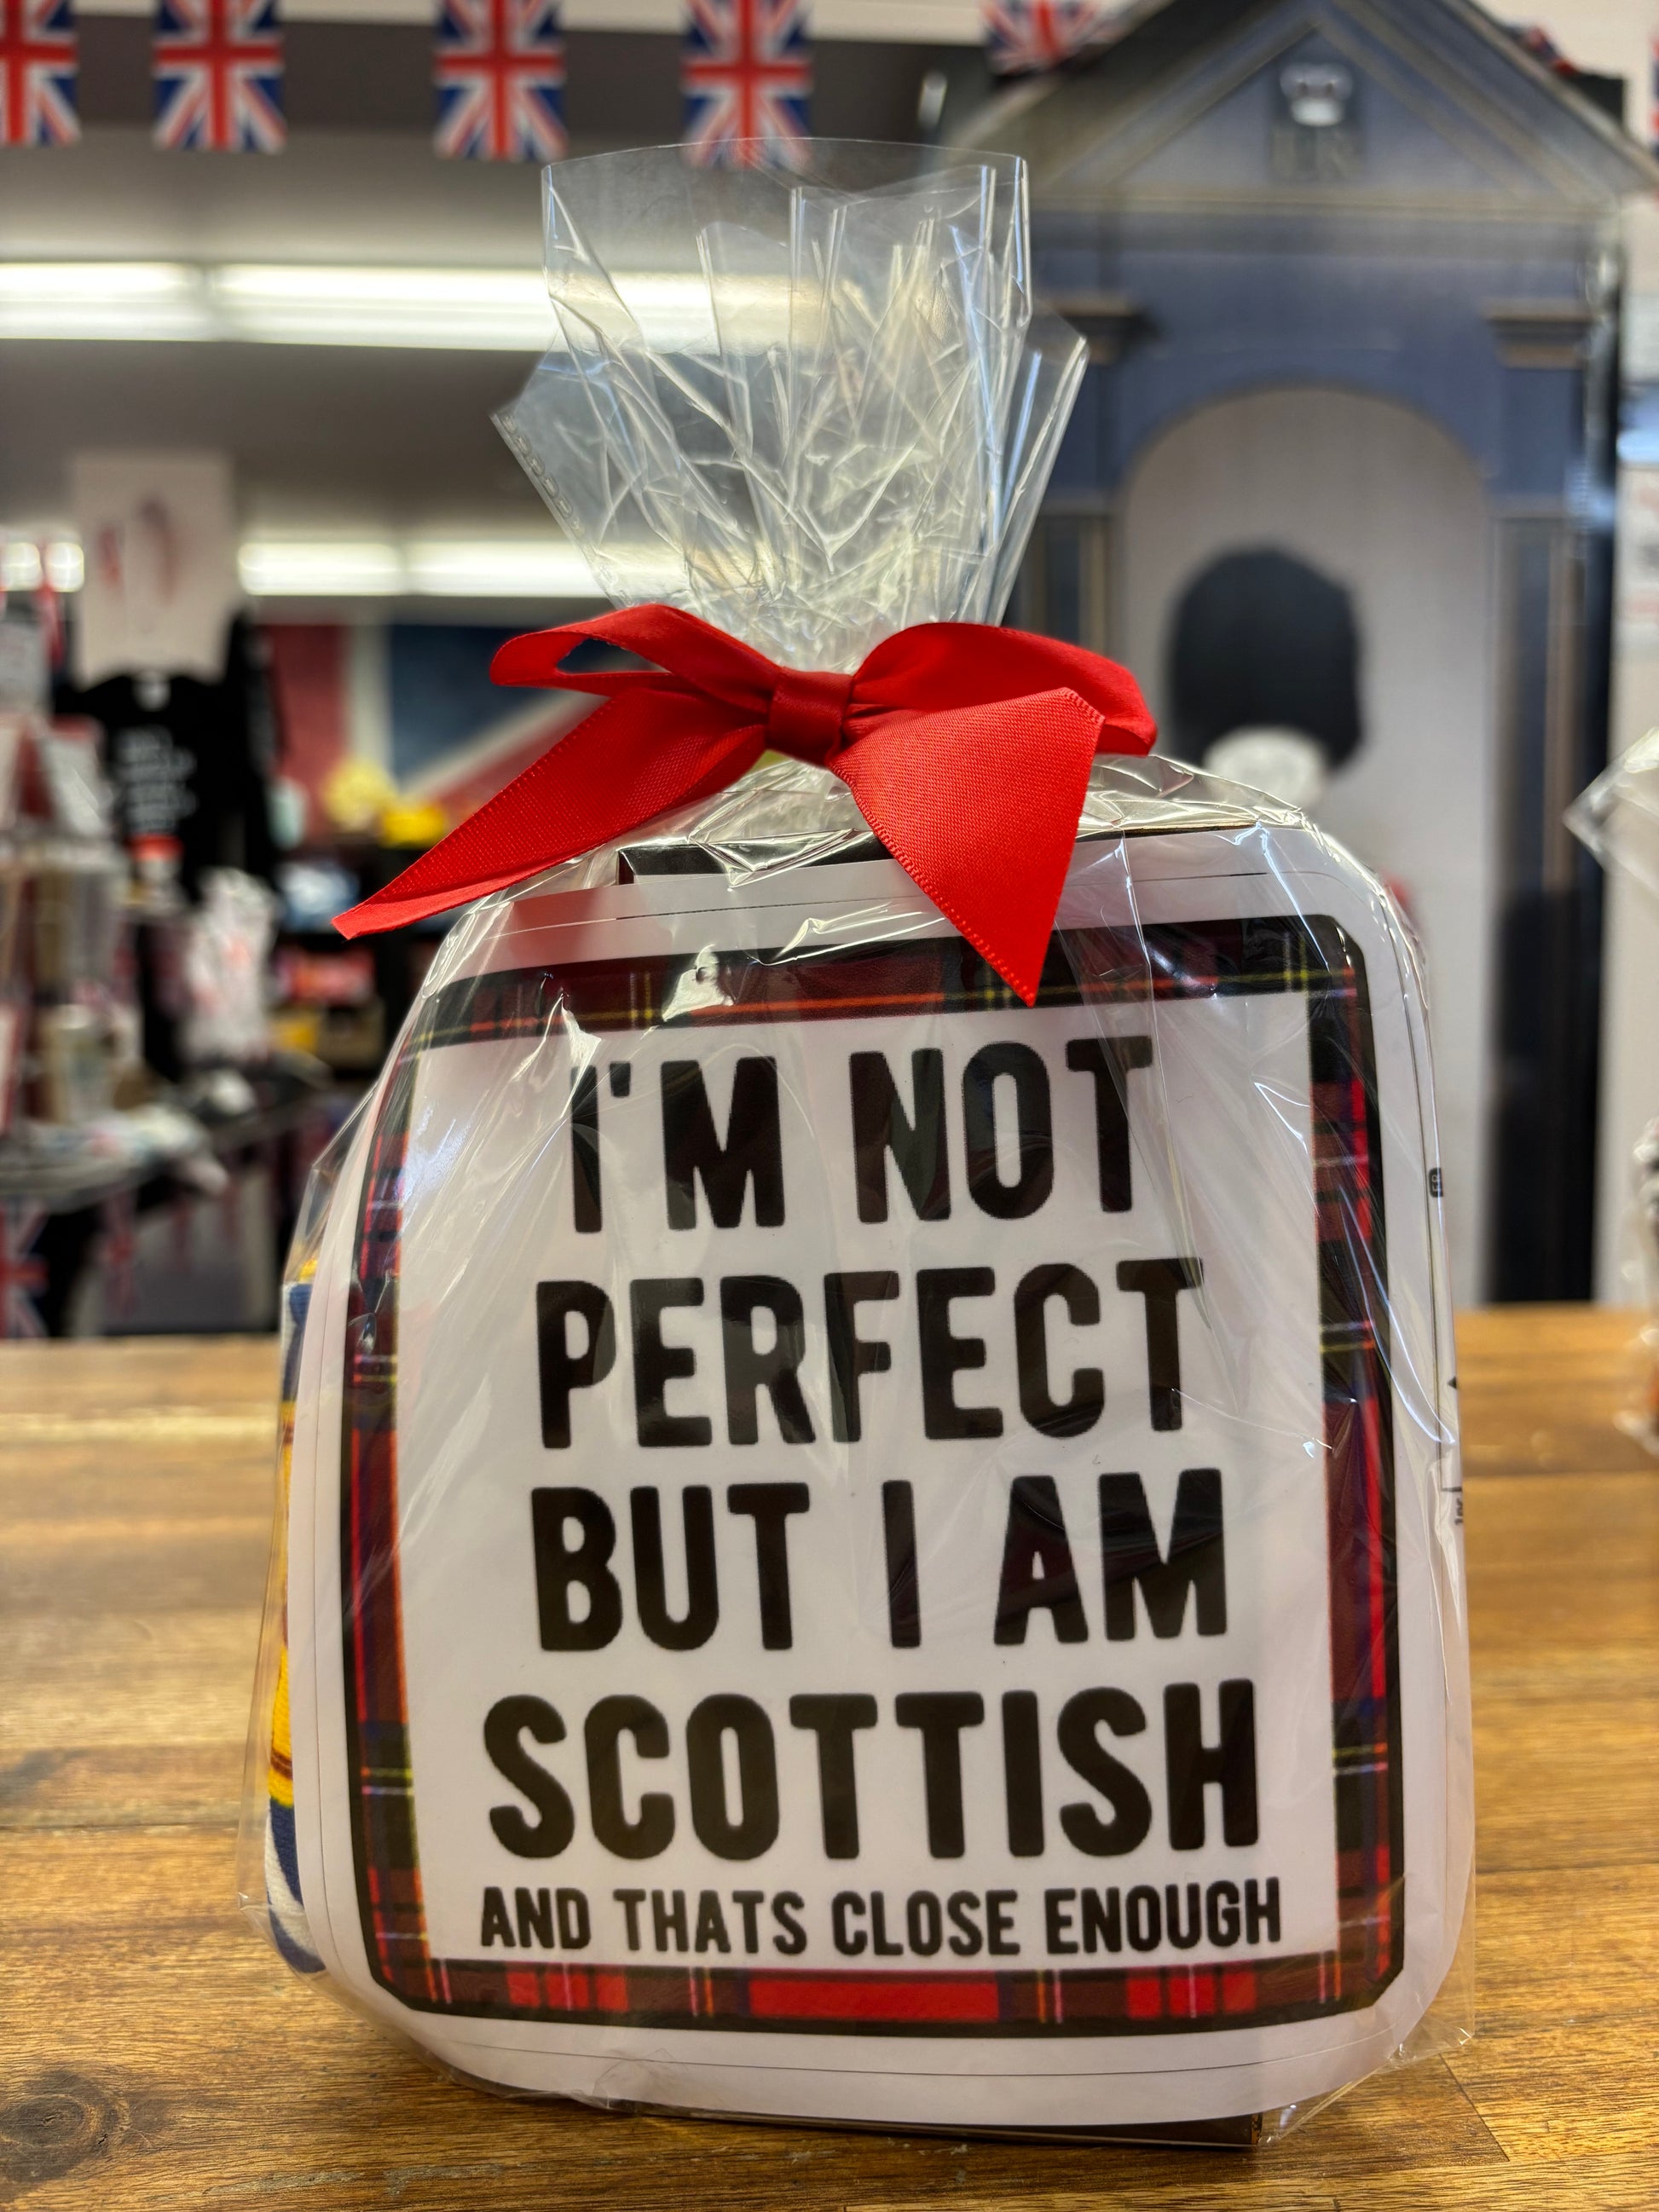 I'M NOT
PERFECT
BUT I AM
SCOTTISH
AND THATS CLOSE ENOUGH